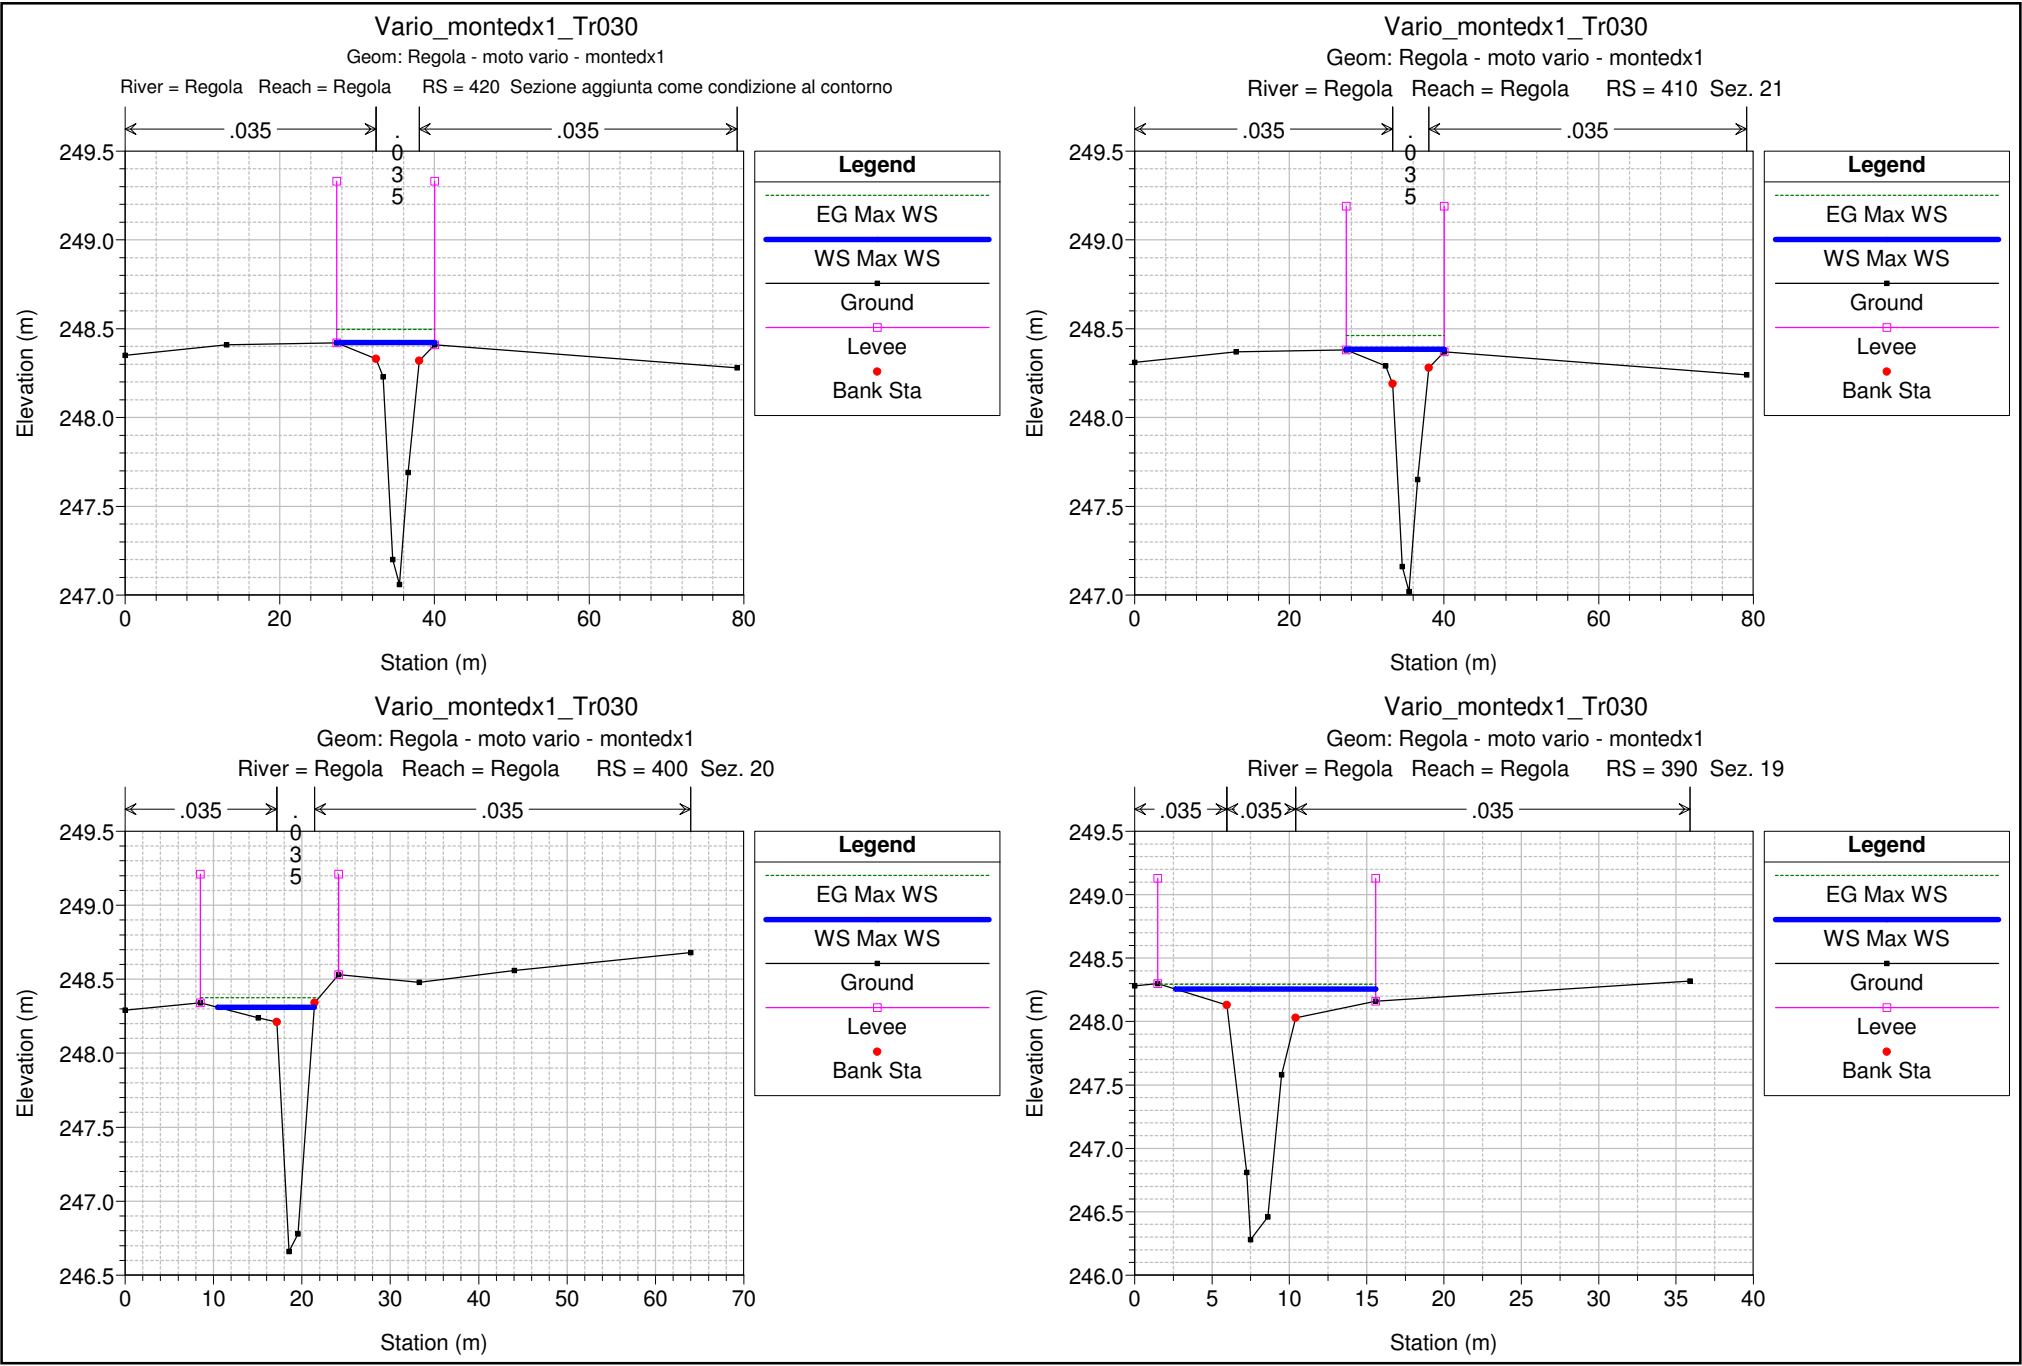 Vario_montedx1_Tr030
Geom: Regola - moto vario - montedx1
River = Regola Reach = Regola RS = 420 Sezione aggiunta come condizione al contorno
.035
.035
.035
249.5
249.0
248.5
248.0
247.5
247.0
0
20
40
60
80
Elevation (m)
Station (m)
Legend
EG Max WS
WS Max WS
Ground
Levee
Bank Sta
Vario_montedx1_Tr030
Geom: Regola - moto vario - montedx1
River = Regola Reach = Regola RS = 410 Sez. 21
.035
.035
.035
249.5
249.0
248.5
248.0
247.5
247.0
0
20
40
60
80
Elevation (m)
Station (m)
Legend
EG Max WS
WS Max WS
Ground
Levee
Bank Sta
Vario_montedx1_Tr030
Geom: Regola - moto vario - montedx1
River = Regola Reach = Regola RS = 400 Sez. 20
.035
.035
.035
249.5
249.0
248.5
248.0
247.5
247.0
246.5
0
10
20
30
40
50
60
70
Elevation (m)
Station (m)
Legend
EG Max WS
WS Max WS
Ground
Levee
Bank Sta
Vario_montedx1_Tr030
Geom: Regola - moto vario - montedx1
River = Regola Reach = Regola RS = 390 Sez. 19
.035
.035
.035
249.5
249.0
248.5
248.0
247.5
247.0
246.5
246.0
0
5
10
15
20
25
30
35
40
Elevation (m)
Station (m)
Legend
EG Max WS
WS Max WS
Ground
Levee
Bank Sta